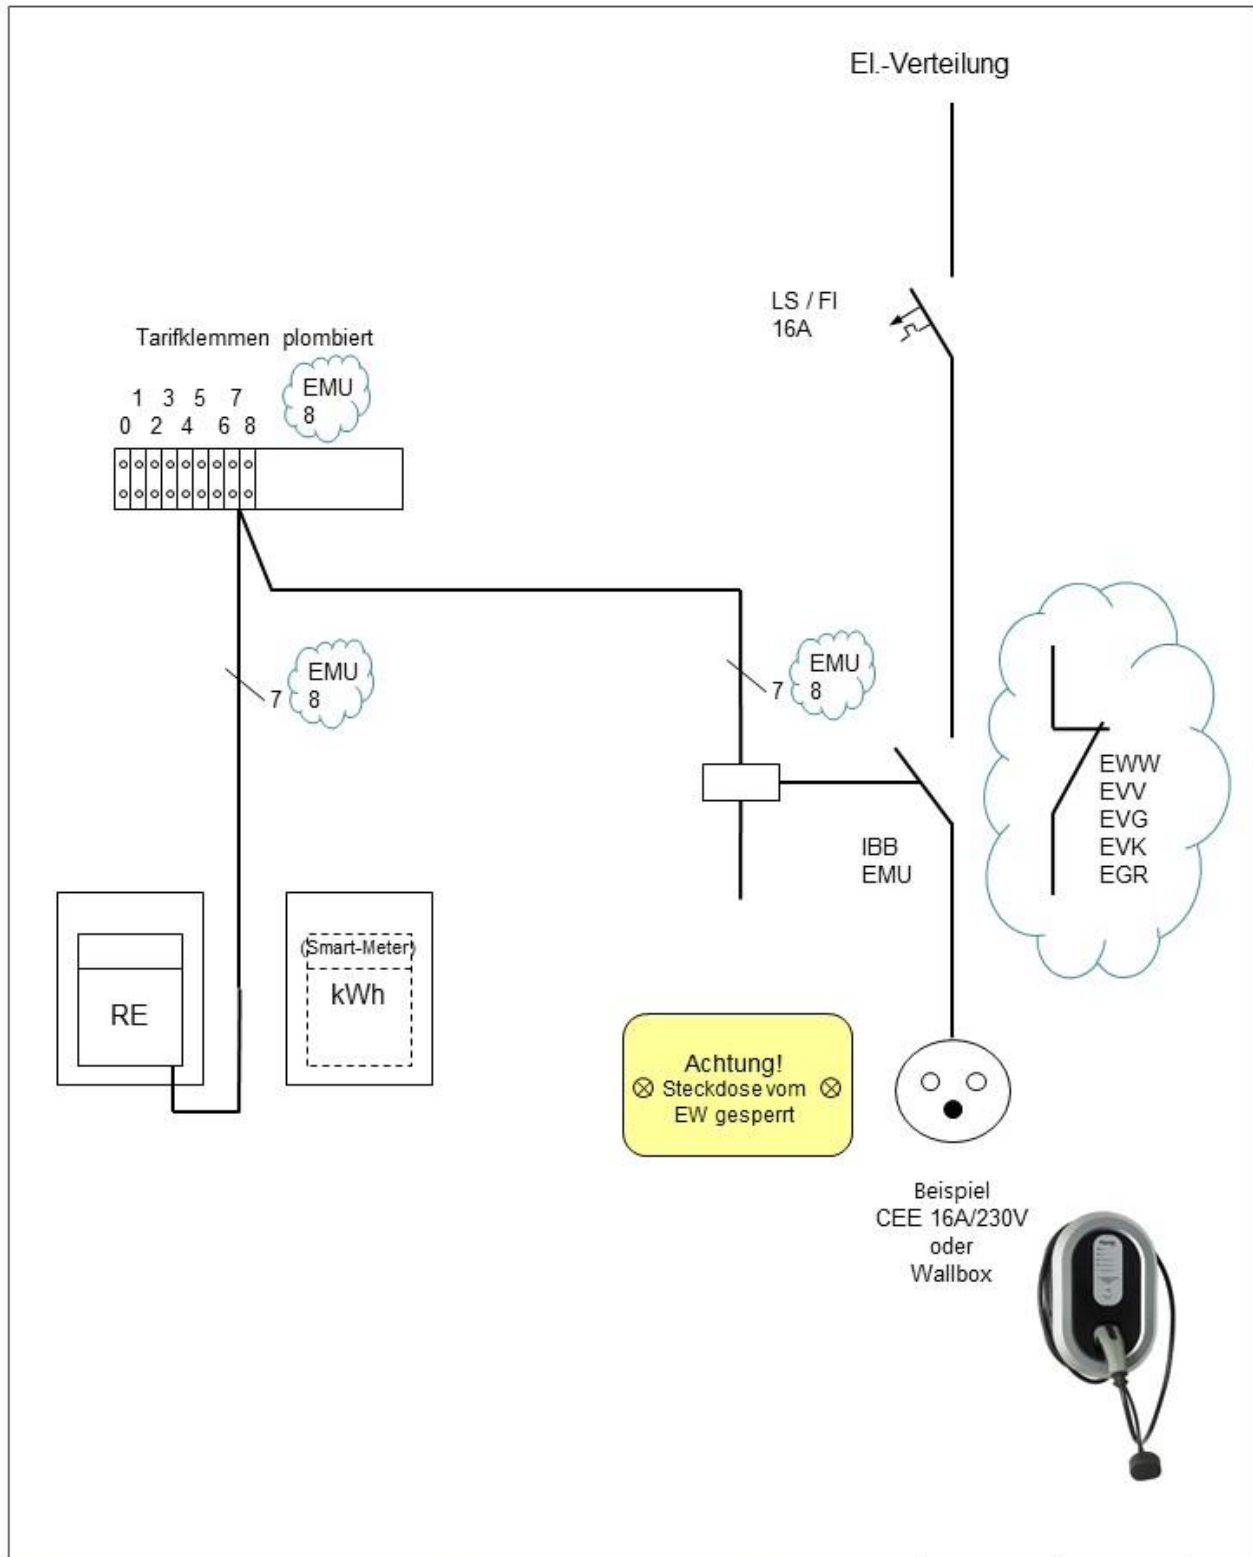 El.-Verteilung
LS / FI
16A
Tarifklemmen plombiert
EMU
8
1 3 5 7
0 2 4 6 8
7
EMU
8
7
EMU
8
EWW
EVV
EVG
EVK
EGR
IBB
EMU
RE
(Smart-Meter)
kWh
Achtung!
Steckdose vom
EW gesperrt
Beispiel
CEE 16A/230V
oder
Wallbox